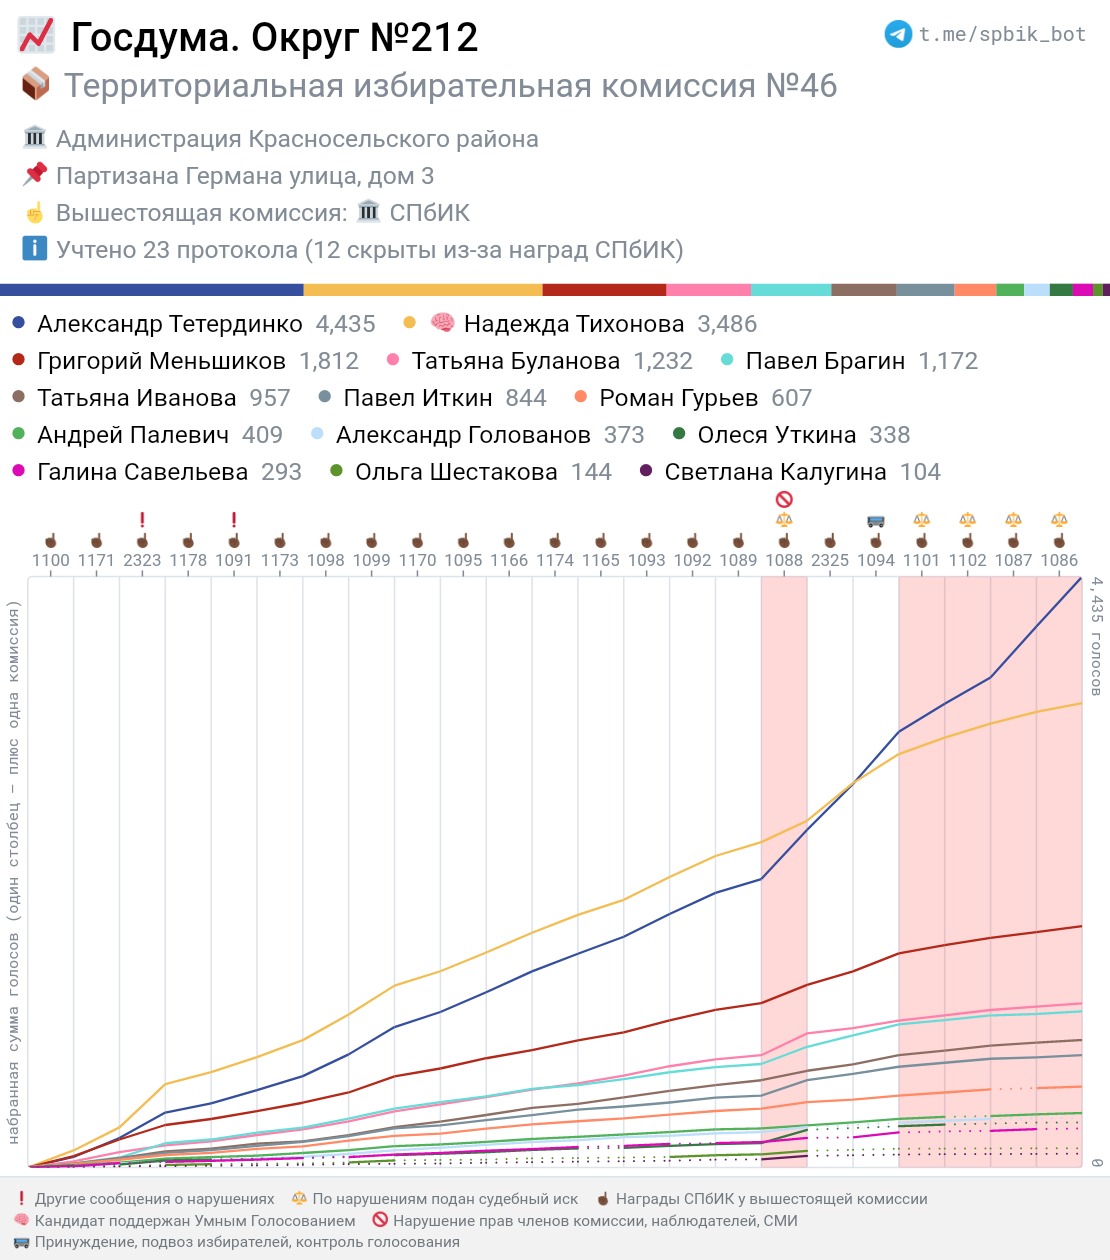 Госдума. Округ №212
t.me/spbik_bot
Территориальная избирательная комиссия №46
Администрация Красносельского района
Партизана Германа улица, дом 3
Вышестоящая комиссия: СПбИК
Учтено 23 протокола (12 скрыты из-за наград СПбИК)
Александр Тетердинко 4,435 Надежда Тихонова 3,486
Григорий Меньшиков 1,812 Татьяна Буланова 1,232 Павел Брагин 1,172
Татьяна Иванова 957 Павел Иткин 844 Роман Гурьев 607
Андрей Палевич 409 Александр Голованов 373 Олеся Уткина 338
Галина Савельева 293 Ольга Шестакова 144 Светлана Калугина 104
1100 1171 2323 1178 1091 1173 1098 1099 1170 1095 1166 1174 1165 1093 1092 1089 1088 2325 1094 1101 1102 1087 1086
набранная сумма голосов (один столбец — плюс одна комиссия)
4,435 голосов
0
Другие сообщения о нарушениях По нарушениям подан судебный иск Награды СПбИК у вышестоящей комиссии
Кандидат поддержан Умным Голосованием Нарушение прав членов комиссии, наблюдателей, СМИ
Принуждение, подвоз избирателей, контроль голосования